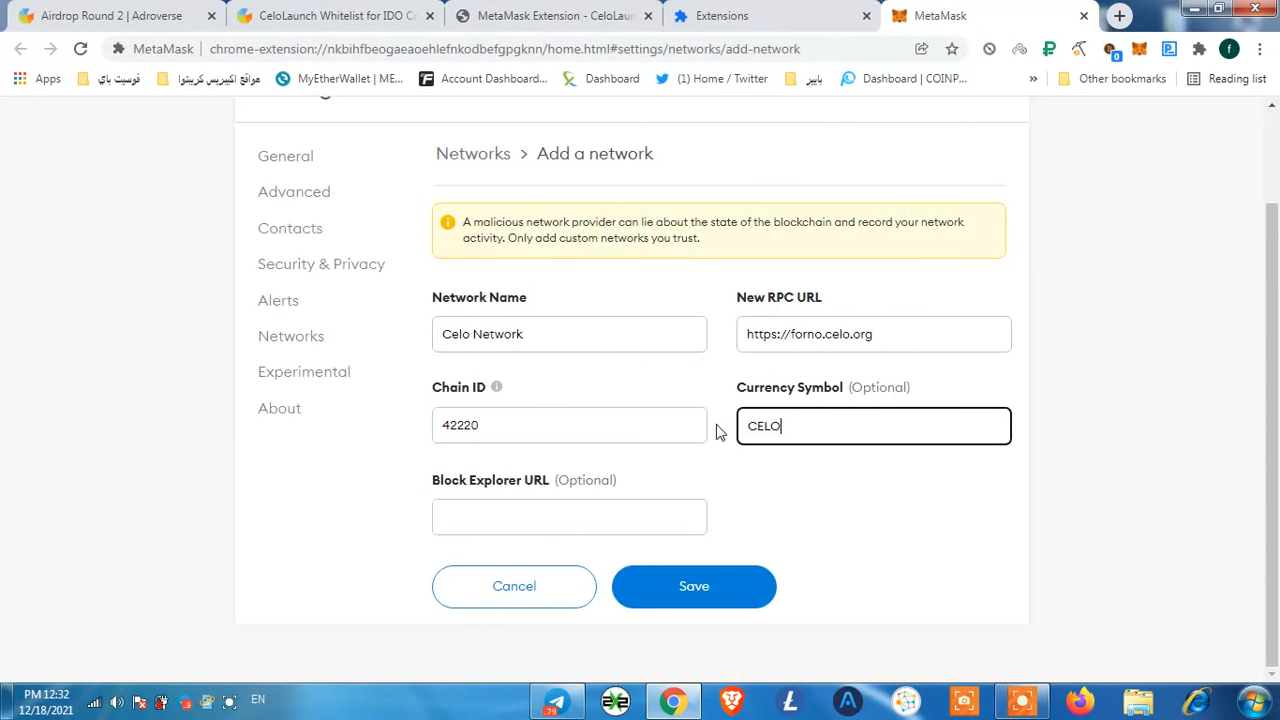 Airdrop Round 2 | Adroverse
CeloLaunch Whitelist for IDO C
MetaMask Extension - CeloLaun
Extensions
MetaMask
MetaMask | chrome-extension://nkbihfbeogaeaoehlefnkodbefgpgknn/home.html#settings/networks/add-network
0
f
Apps
فوسيت باي
مواقع اكبريس كريبتوا
MyEtherWallet | ME...
Account Dashboard...
Dashboard
(1) Home / Twitter
بايير
Dashboard | COINP...
»
Other bookmarks
Reading list
General
Advanced
Contacts
Security & Privacy
Alerts
Networks
Experimental
About
Networks > Add a network
A malicious network provider can lie about the state of the blockchain and record your network
activity. Only add custom networks you trust.
Network Name
Celo Network
New RPC URL
https://forno.celo.org
Chain ID
42220
Currency Symbol (Optional)
CELO
Block Explorer URL (Optional)
Cancel
Save
PM 12:32
12/18/2021
EN
79